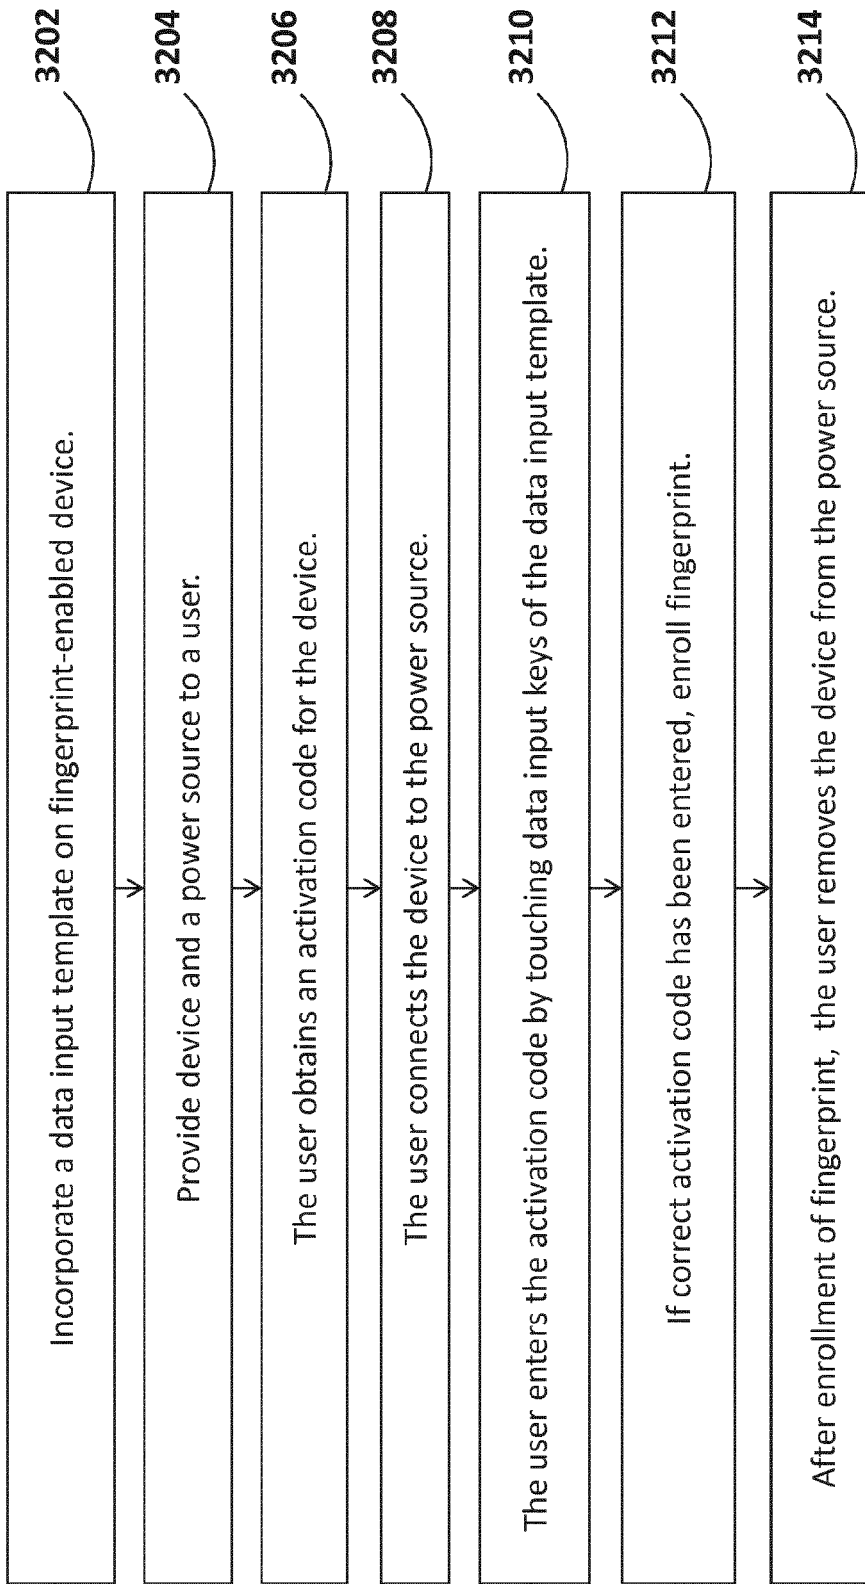 Incorporate a data input template on fingerprint-enabled device.
3202
Provide device and a power source to a user.
3204
The user obtains an activation code for the device.
3206
The user connects the device to the power source.
3208
The user enters the activation code by touching data input keys of the data input template.
3210
If correct activation code has been entered, enroll fingerprint.
3212
After enrollment of fingerprint, the user removes the device from the power source.
3214